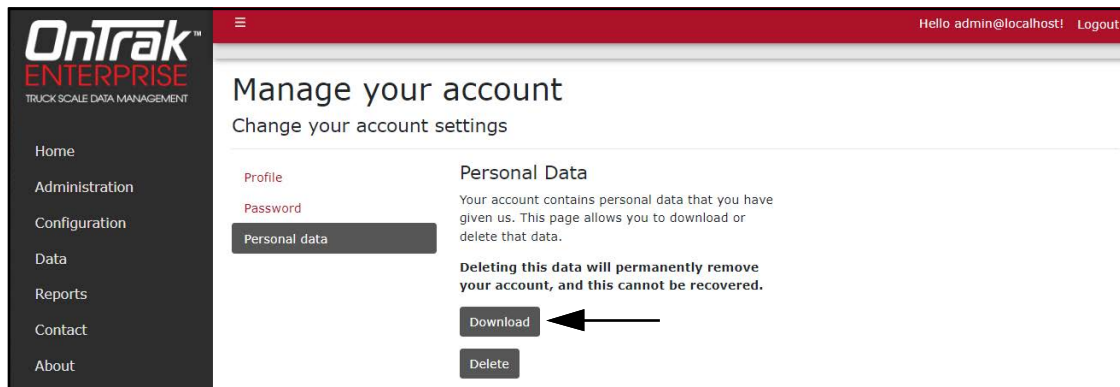 OnTrak™
ENTERPRISE
TRUCK SCALE DATA MANAGEMENT
Home
Administration
Configuration
Data
Reports
Contact
About
☰
Hello admin@localhost! Logout
Manage your account
Change your account settings
Profile
Password
Personal data
Personal Data
Your account contains personal data that you have
given us. This page allows you to download or
delete that data.
Deleting this data will permanently remove
your account, and this cannot be recovered.
Download
Delete